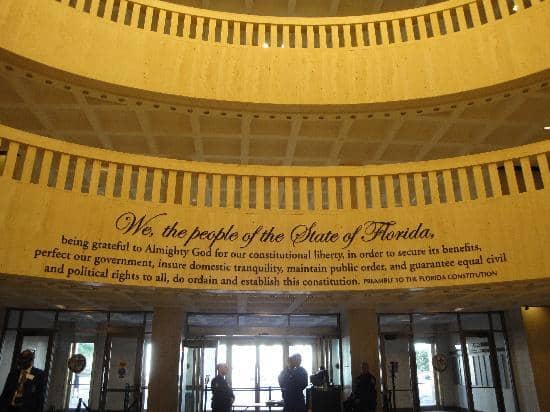 We, the people of the State of Florida,
being grateful to Almighty God for our constitutional liberty, in order to secure its benefits,
perfect our government, insure domestic tranquility, maintain public order, and guarantee equal civil
and political rights to all, do ordain and establish this constitution. PREAMBLE TO THE FLORIDA CONSTITUTION